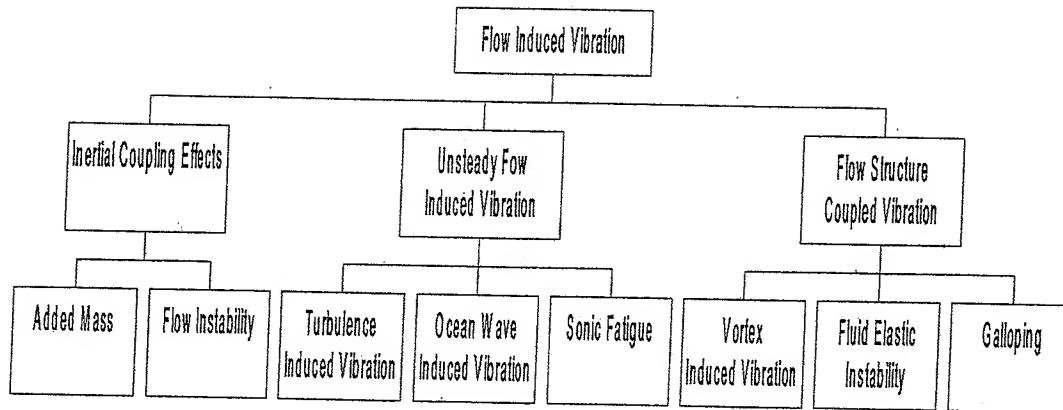 Flow Induced Vibration
Inertial Coupling Effects
Unsteady Fow
Induced Vibration
Flow Structure
Coupled Vibration
Added Mass
Flow Instability
Turbulence
Induced Vibration
Ocean Wave
Induced Vibration
Sonic Fatigue
Vortex
Induced Vibration
Fluid Elastic
Instability
Galloping